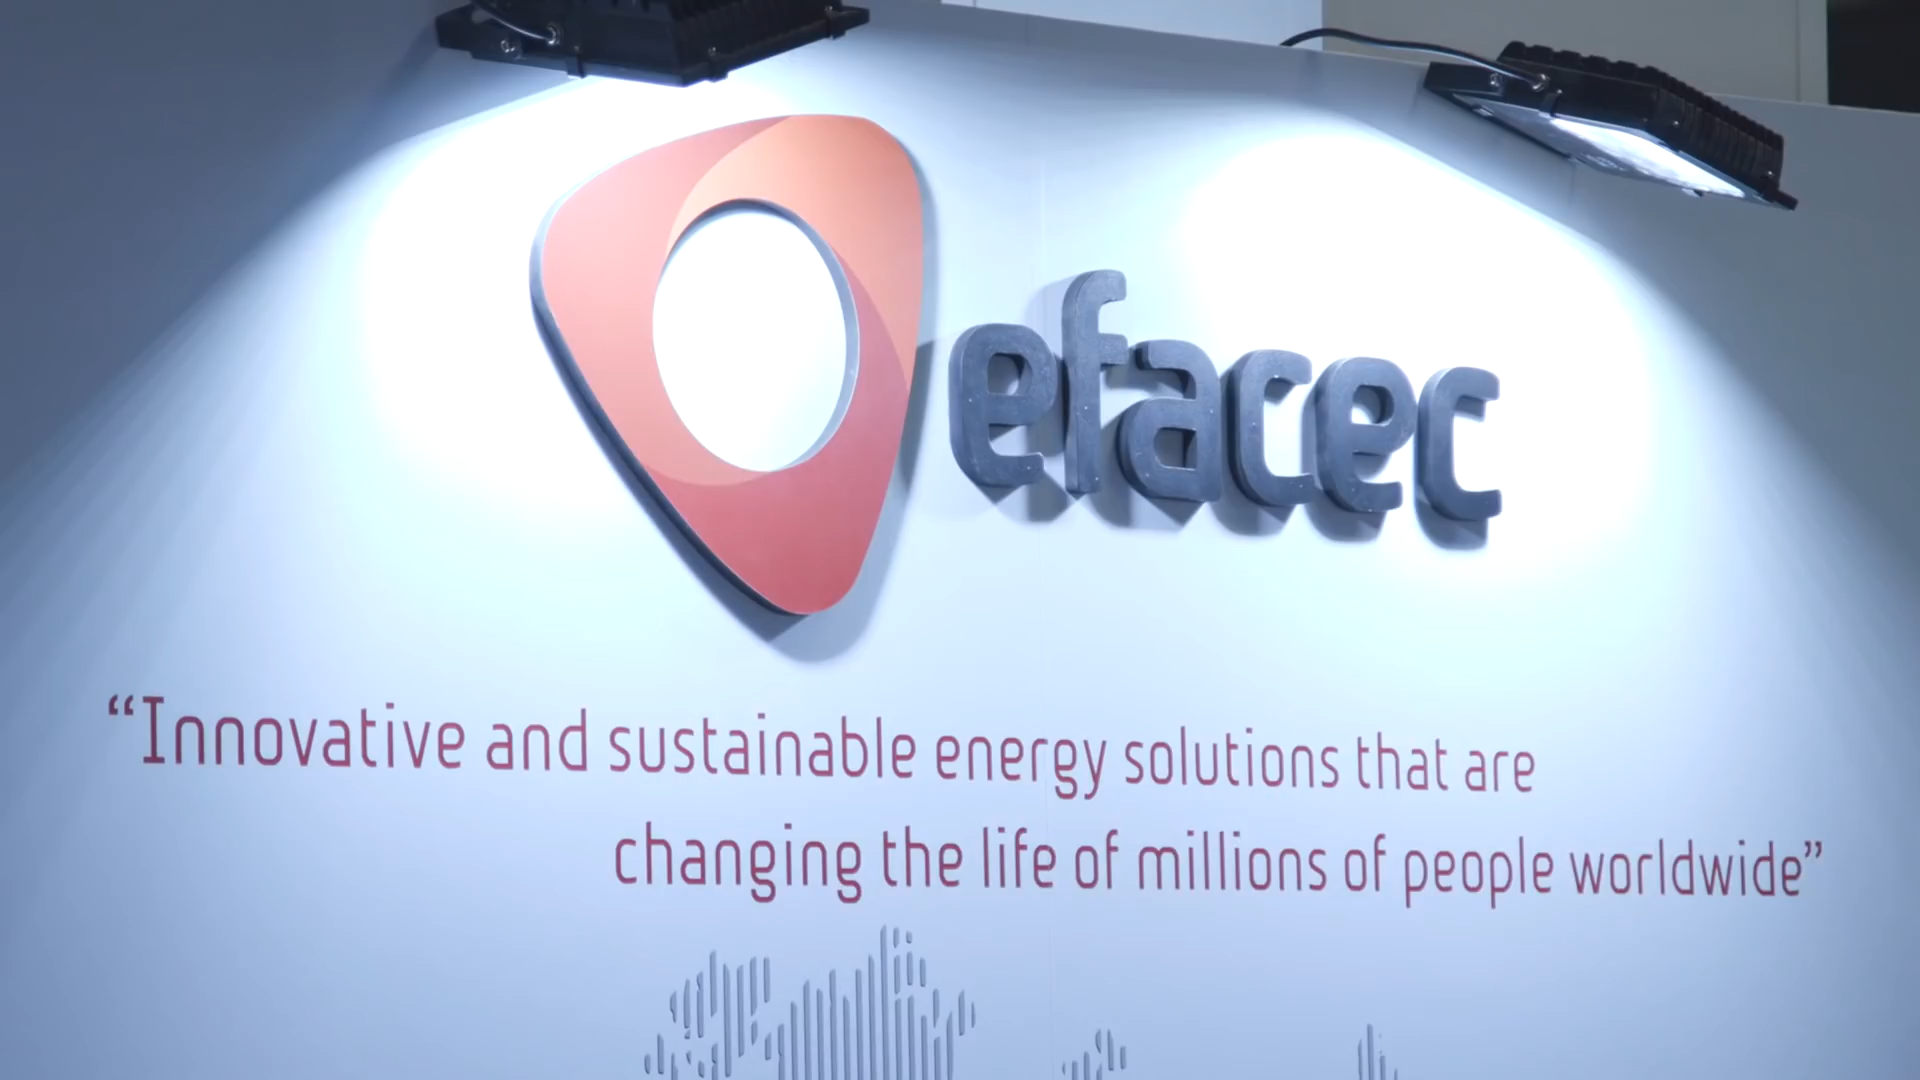 efacec
“Innovative and sustainable energy solutions that are
changing the life of millions of people worldwide”